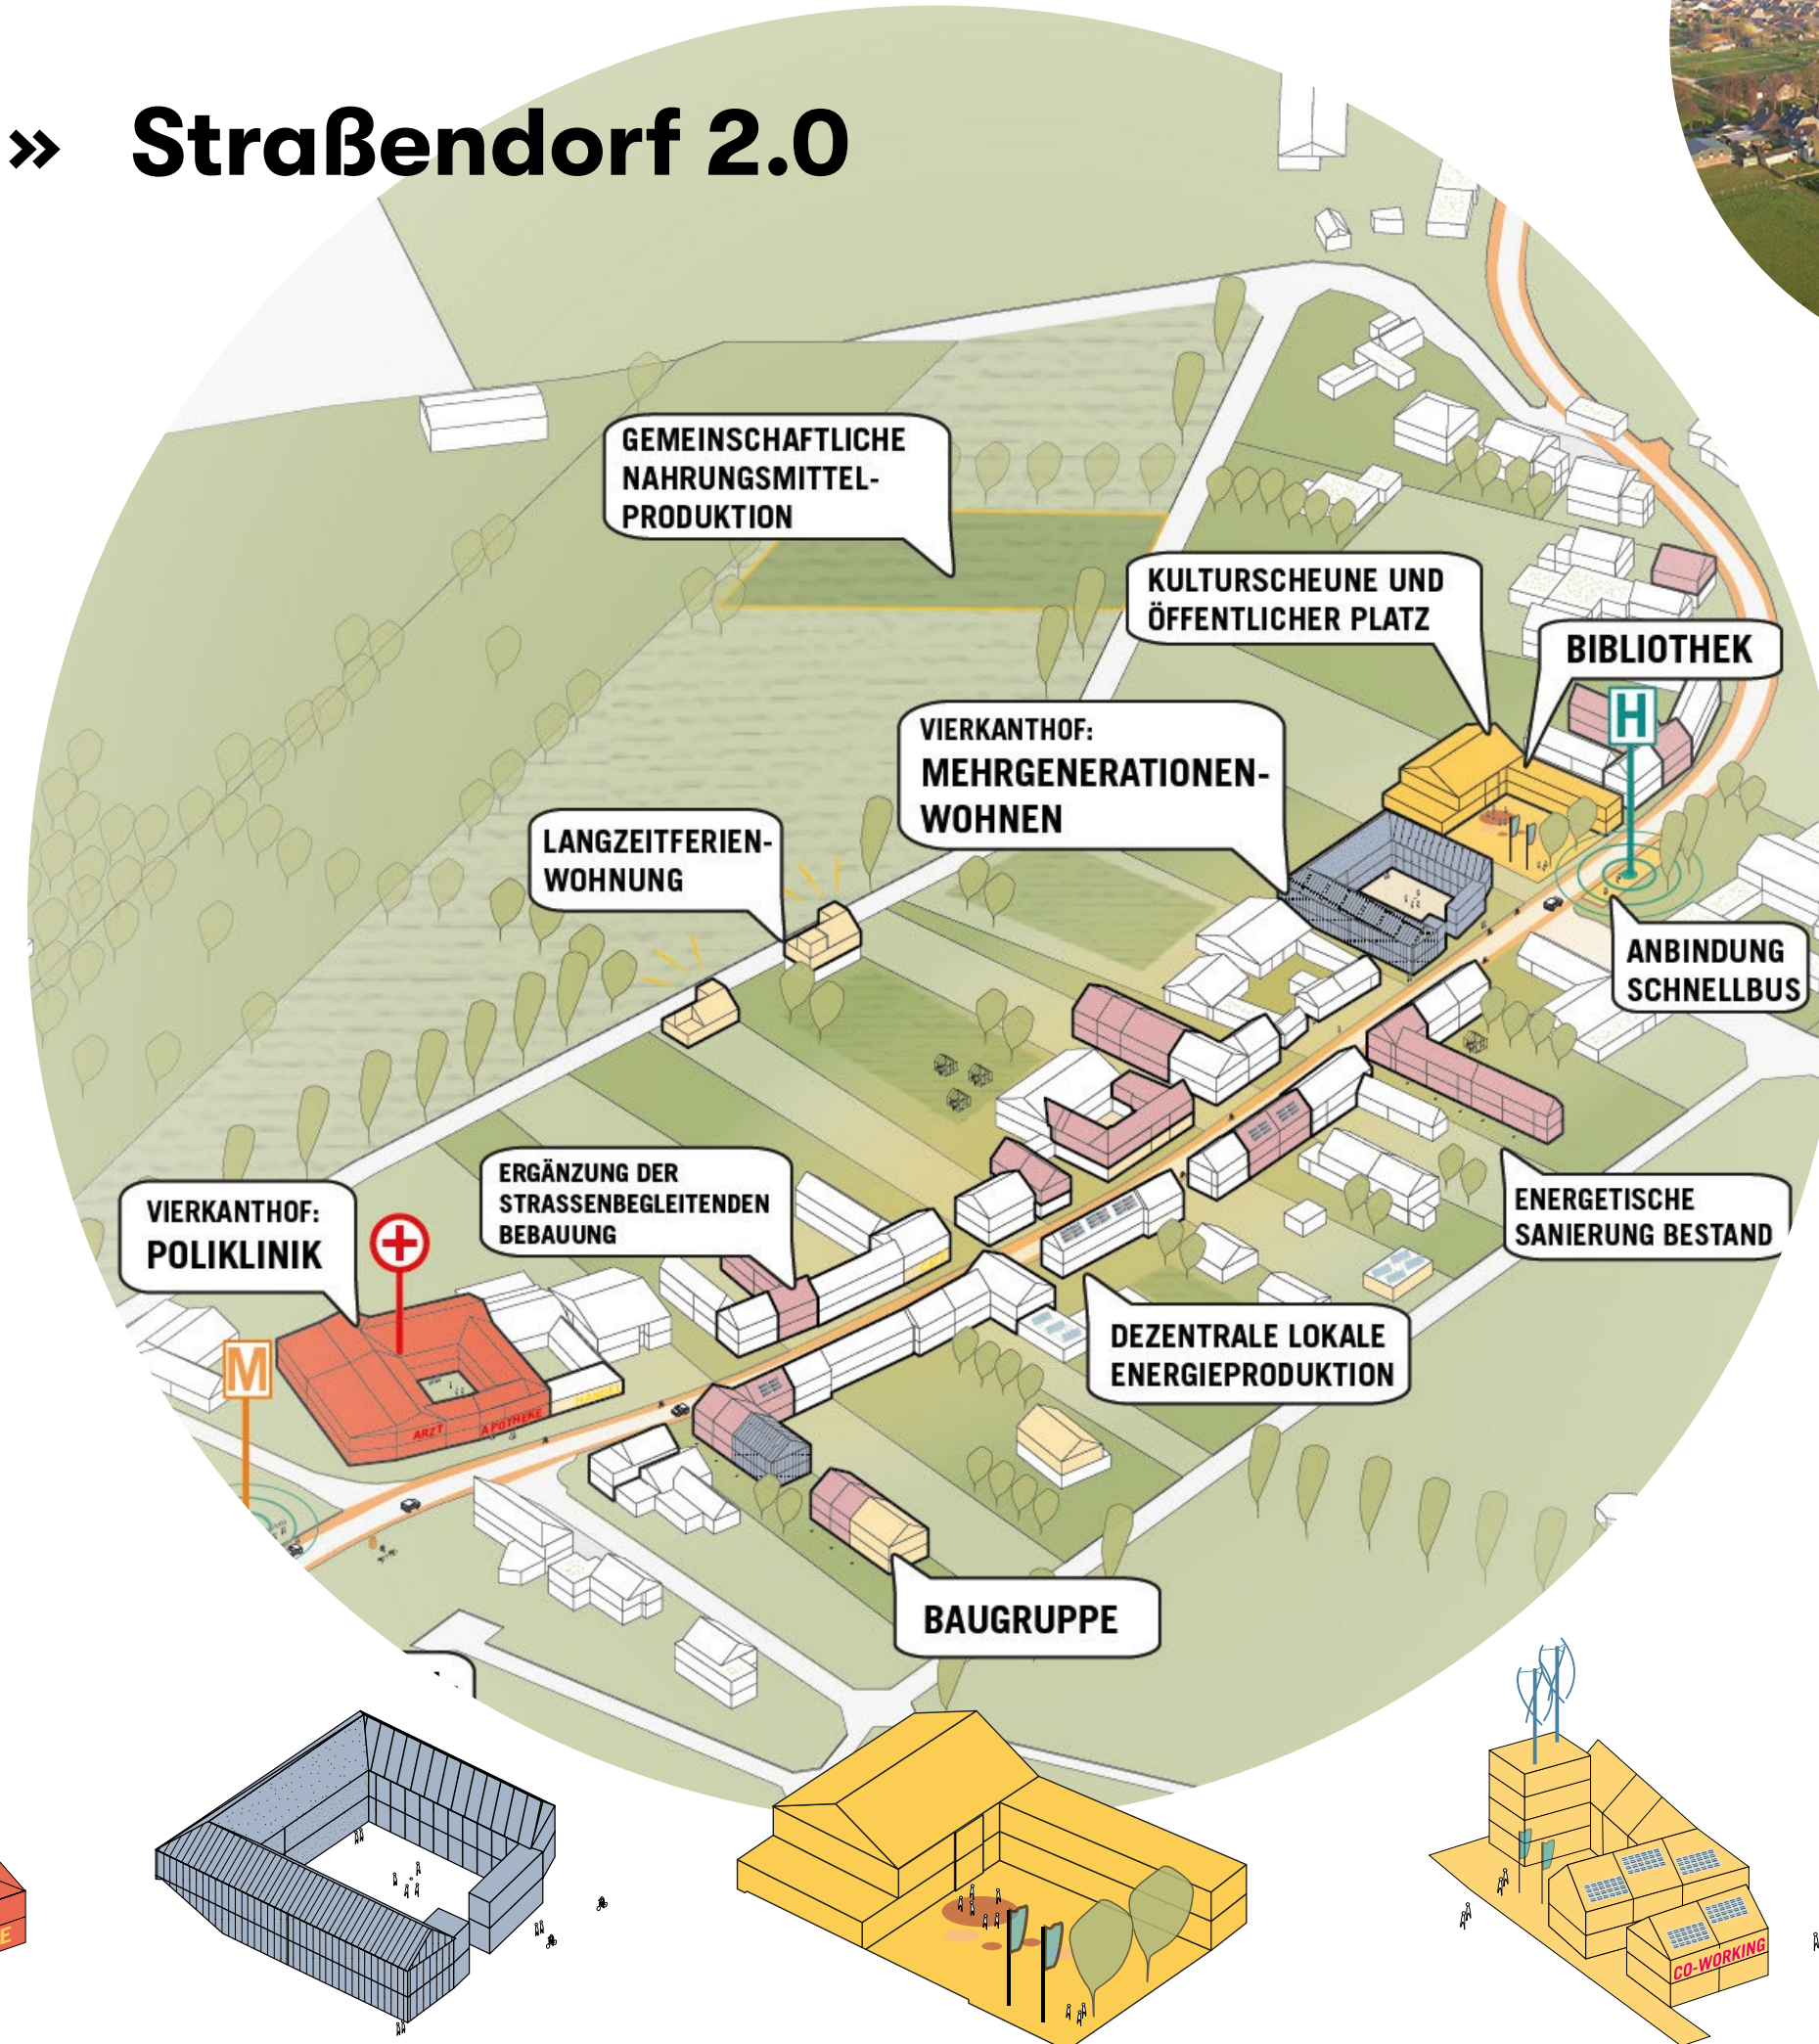 » Straßendorf 2.0
GEMEINSCHAFTLICHE
NAHRUNGSMITTEL-
PRODUKTION
KULTURSCHEUNE UND
ÖFFENTLICHER PLATZ
BIBLIOTHEK
H
VIERKANTHOF:
MEHRGENERATIONEN-
WOHNEN
LANGZEITFERIEN-
WOHNUNG
ANBINDUNG
SCHNELLBUS
ERGÄNZUNG DER
STRASSENBEGLEITENDEN
BEBAUUNG
ENERGETISCHE
SANIERUNG BESTAND
VIERKANTHOF:
POLIKLINIK
M
ARZT
APOTHEKE
DEZENTRALE LOKALE
ENERGIEPRODUKTION
BAUGRUPPE
E
CO-WORKING